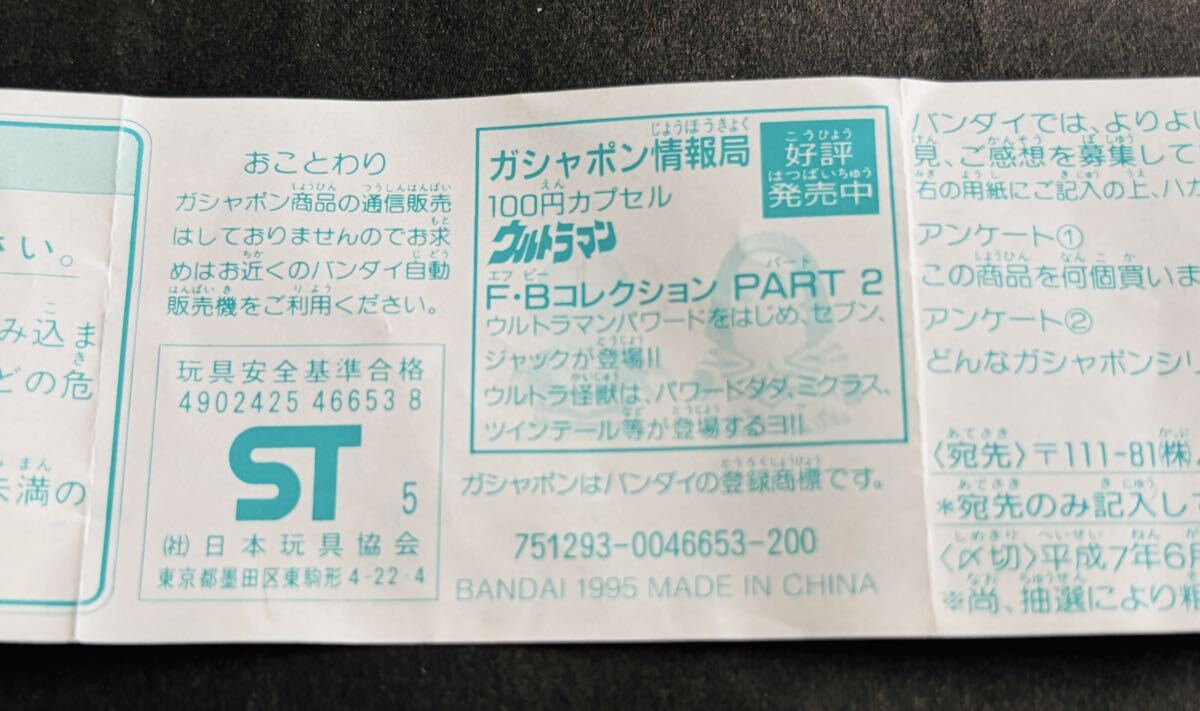 さい。
み込ま
どの危
未満の
おことわり
ガシャポン商品の通信販売
はしておりませんのでお求
めはお近くのバンダイ自動
販売機をご利用ください。
玩具安全基準合格
4902425 46653 8
ST 5
(社)日本玩具協会
東京都墨田区東駒形4-22-4
ガシャポン情報局
好評
発売中
100円カプセル
ウルトラマン
F・Bコレクション PART 2
ウルトラマンパワードをはじめ、セブン、
ジャックが登場!!
ウルトラ怪獣は、パワードダダ、ミクラス、
ツインテール等が登場するヨ!!
ガシャポンはバンダイの登録商標です。
751293-0046653-200
BANDAI 1995 MADE IN CHINA
バンダイでは、よりよい
見、ご感想を募集して
右の用紙にご記入の上、ハガ
アンケート①
この商品を何個買いま
アンケート②
どんなガシャポンシリ
〈宛先〉〒111-81㈱
*宛先のみ記入し
〈〆切〉平成7年6月
※尚、抽選により粗